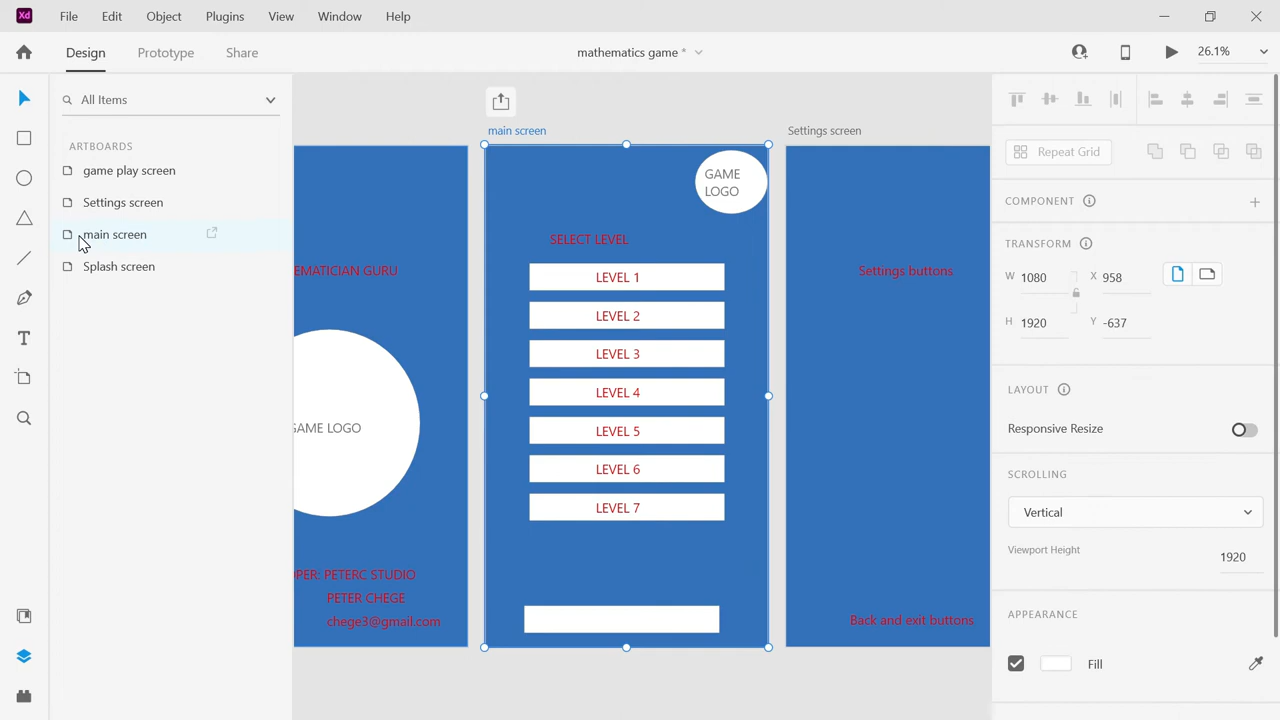 Xd File Edit Object Plugins View Window Help
Design Prototype Share mathematics game * 26.1%
All Items
ARTBOARDS
game play screen
Settings screen
main screen
Splash screen
main screen
Settings screen
EMATICIAN GURU
GAME LOGO
OPER: PETERC STUDIO
PETER CHEGE
chege3@gmail.com
GAME
LOGO
SELECT LEVEL
LEVEL 1
LEVEL 2
LEVEL 3
LEVEL 4
LEVEL 5
LEVEL 6
LEVEL 7
Settings buttons
Back and exit buttons
Repeat Grid
COMPONENT
TRANSFORM
W 1080 X 958
H 1920 Y -637
LAYOUT
Responsive Resize
SCROLLING
Vertical
Viewport Height 1920
APPEARANCE
Fill